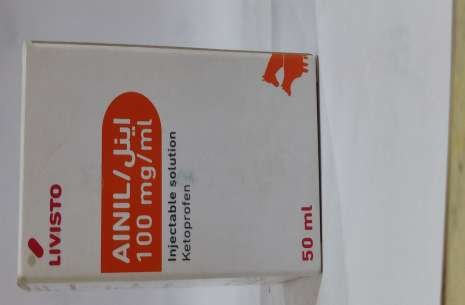 LIVISTO
AINIL/اينل
100 mg/ml
Injectable solution
Ketoprofen
50 ml